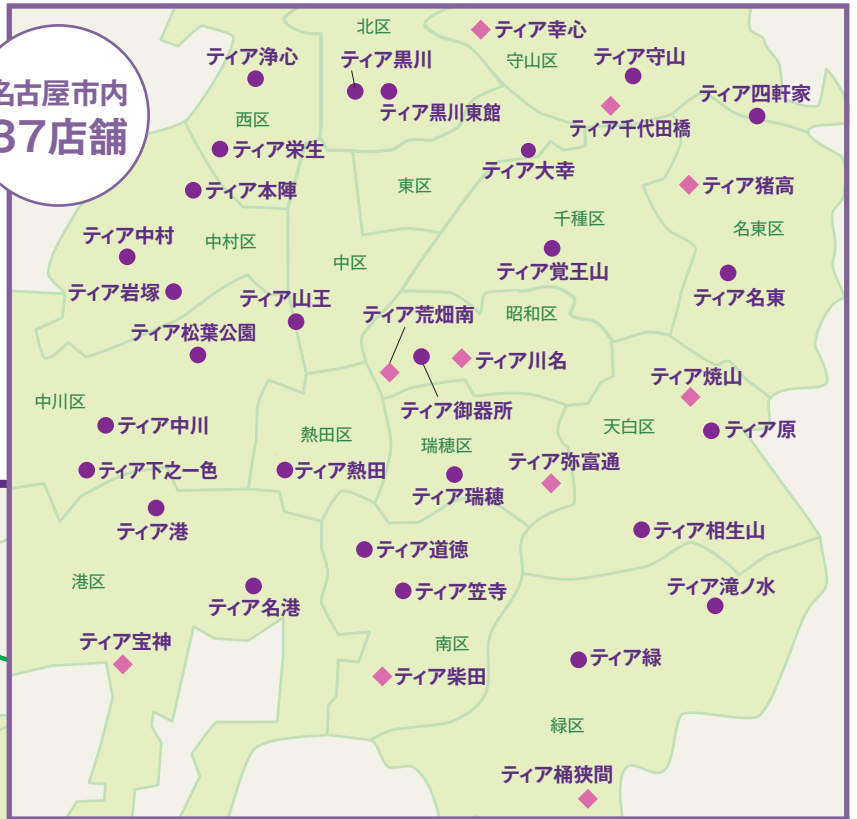 名古屋市内
37店舗
北区
ティア幸心
守山区
ティア浄心
ティア黒川
ティア守山
ティア四軒家
ティア黒川東館
ティア千代田橋
西区
ティア栄生
ティア大幸
ティア本陣
東区
ティア猪高
千種区
名東区
ティア中村
中村区
中区
ティア覚王山
ティア岩塚
ティア山王
ティア名東
ティア荒畑南
昭和区
ティア松葉公園
ティア川名
ティア焼山
中川区
ティア御器所
ティア中川
熱田区
瑞穂区
天白区
ティア原
ティア下之一色
ティア熱田
ティア弥富通
ティア瑞穂
ティア港
ティア相生山
ティア道徳
港区
ティア名港
ティア笠寺
ティア滝ノ水
ティア宝神
南区
ティア緑
ティア柴田
緑区
ティア桶狭間